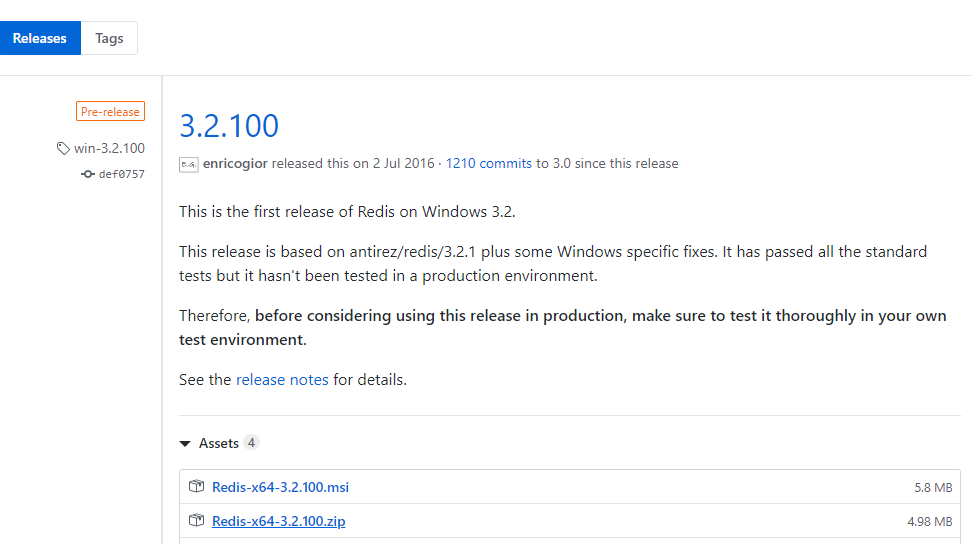 Releases Tags
Pre-release
win-3.2.100
def0757
3.2.100
enricogior released this on 2 Jul 2016 · 1210 commits to 3.0 since this release
This is the first release of Redis on Windows 3.2.
This release is based on antirez/redis/3.2.1 plus some Windows specific fixes. It has passed all the standard
tests but it hasn't been tested in a production environment.
Therefore, before considering using this release in production, make sure to test it thoroughly in your own
test environment.
See the release notes for details.
Assets 4
Redis-x64-3.2.100.msi 5.8 MB
Redis-x64-3.2.100.zip 4.98 MB